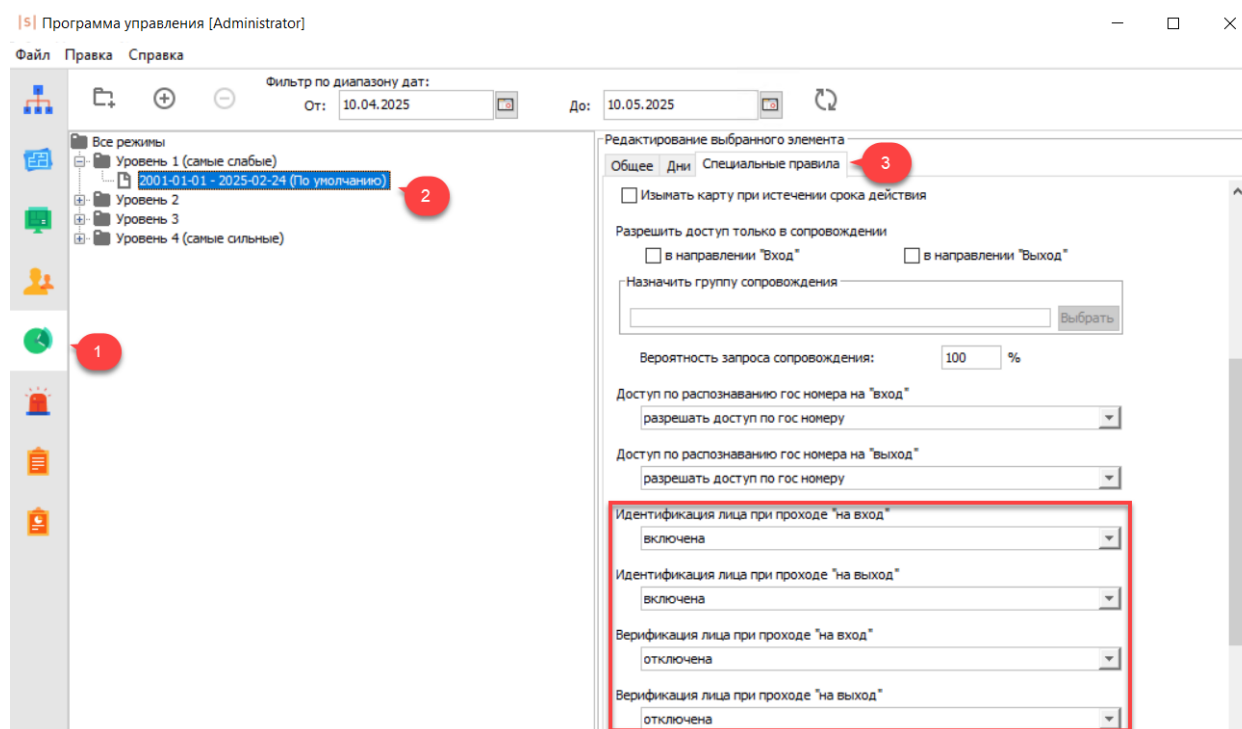 |S| Программа управления [Administrator]
Файл Правка Справка
Фильтр по диапазону дат:
От: 10.04.2025 До: 10.05.2025
Все режимы
Уровень 1 (самые слабые)
2001-01-01 - 2025-02-24 (По умолчанию)
2
Уровень 2
Уровень 3
Уровень 4 (самые сильные)
1
Редактирование выбранного элемента
Общее Дни Специальные правила
3
Изымать карту при истечении срока действия
Разрешить доступ только в сопровождении
в направлении "Вход" в направлении "Выход"
Назначить группу сопровождения
Выбрать
Вероятность запроса сопровождения: 100 %
Доступ по распознаванию гос номера на "вход"
разрешать доступ по гос номеру
Доступ по распознаванию гос номера на "выход"
разрешать доступ по гос номеру
Идентификация лица при проходе "на вход"
включена
Идентификация лица при проходе "на выход"
включена
Верификация лица при проходе "на вход"
отключена
Верификация лица при проходе "на выход"
отключена